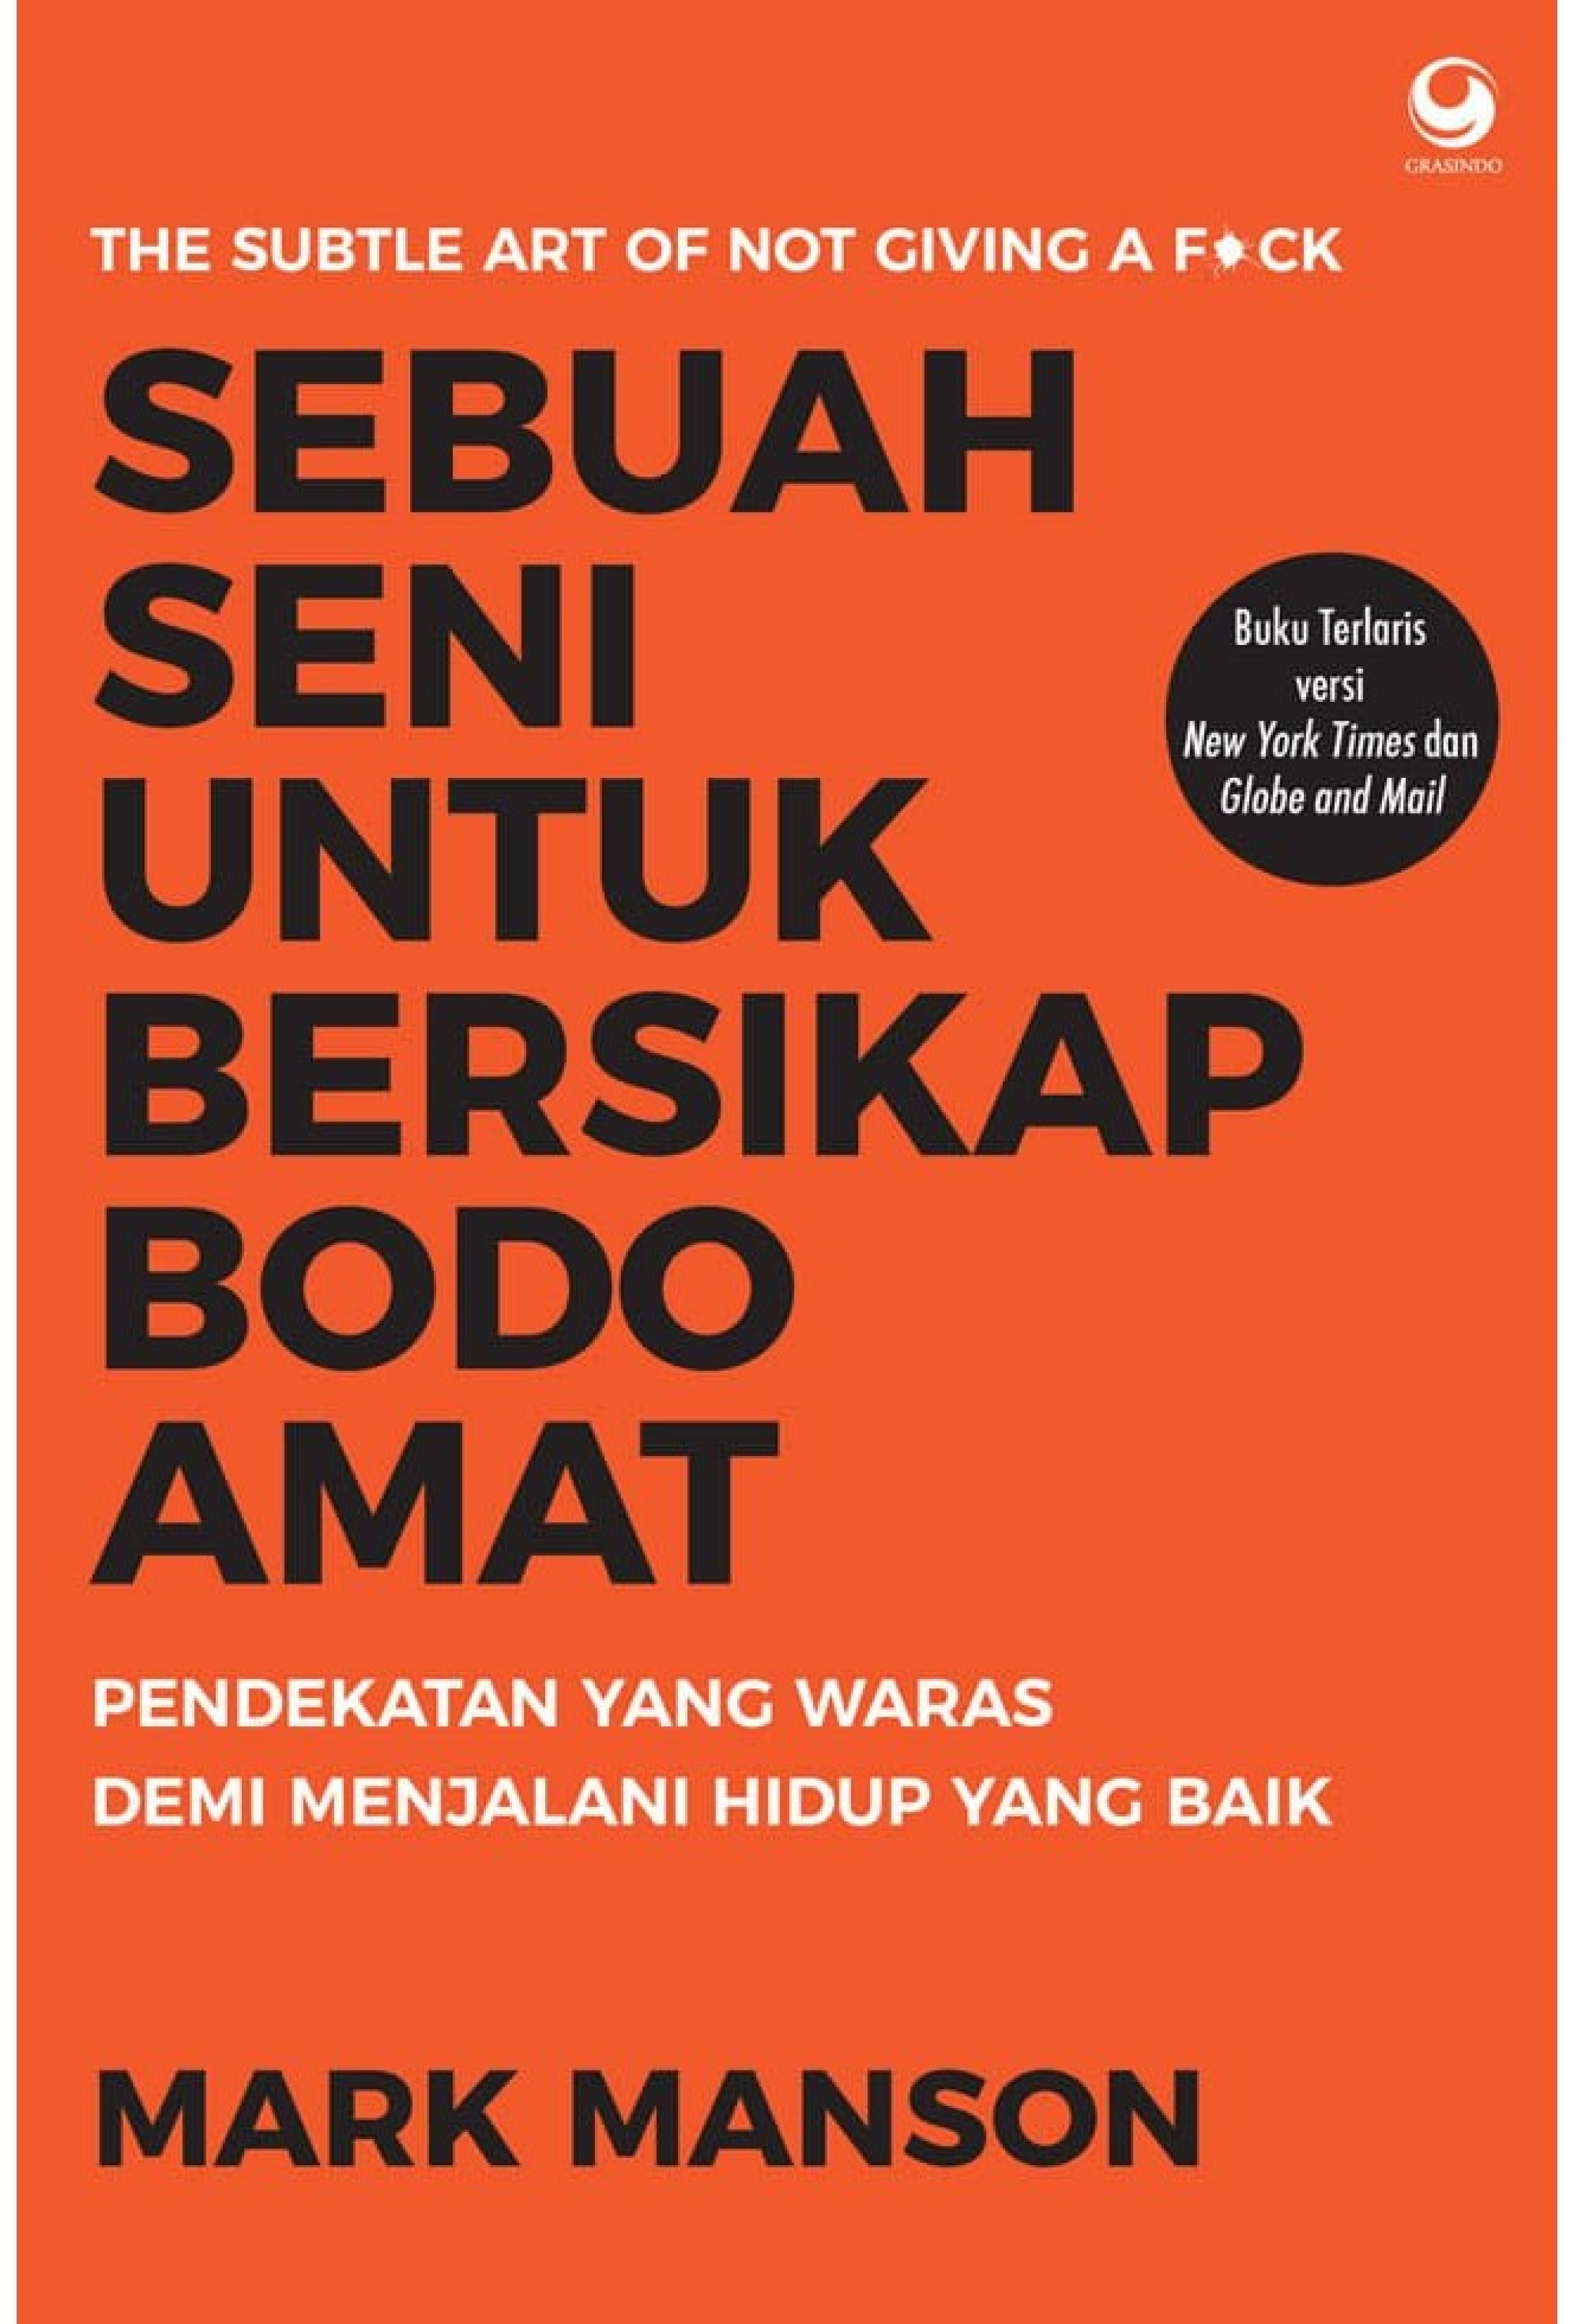 GRASINDO
THE SUBTLE ART OF NOT GIVING A F*CK
SEBUAH
SENI
UNTUK
BERSIKAP
BODO
AMAT
Buku Terlaris
versi
New York Times dan
Globe and Mail
PENDEKATAN YANG WARAS
DEMI MENJALANI HIDUP YANG BAIK
MARK MANSON